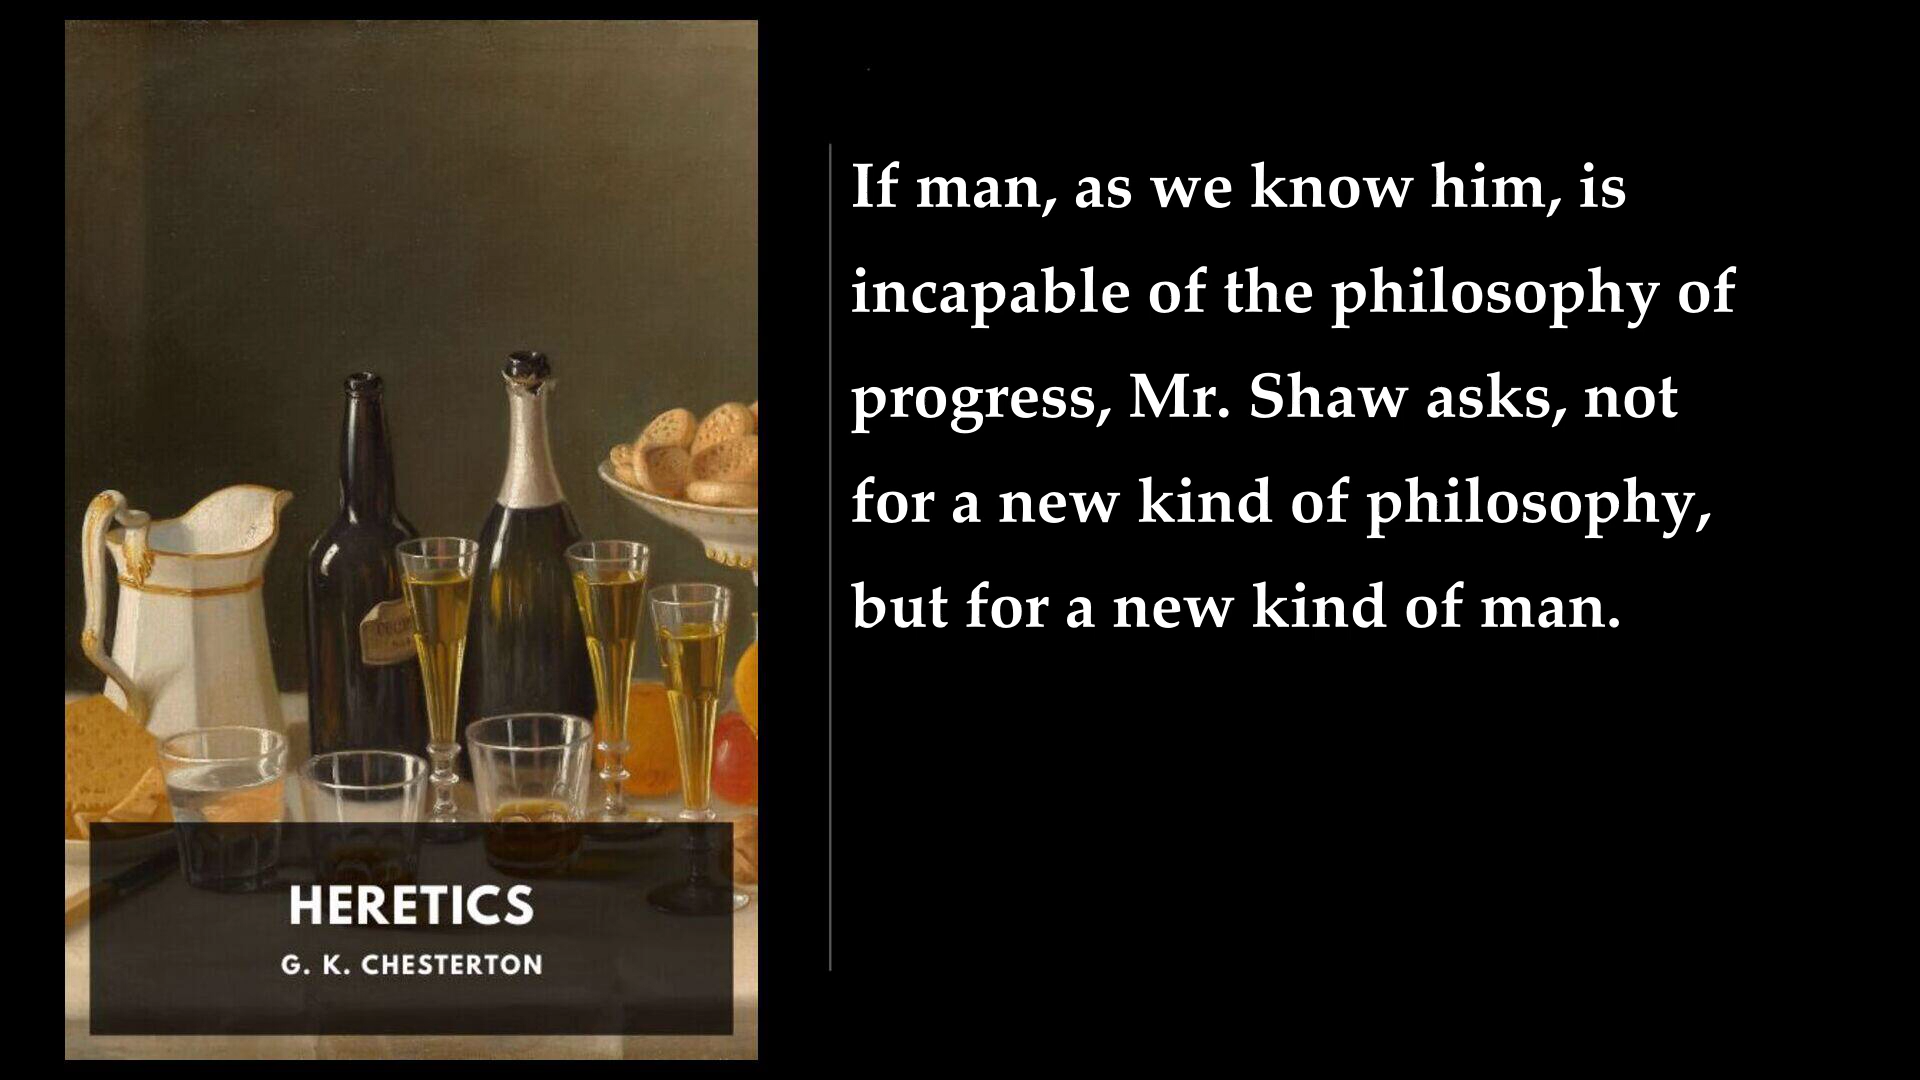 If man, as we know him, is
incapable of the philosophy of
progress, Mr. Shaw asks, not
for a new kind of philosophy,
but for a new kind of man.
HERETICS
G. K. CHESTERTON